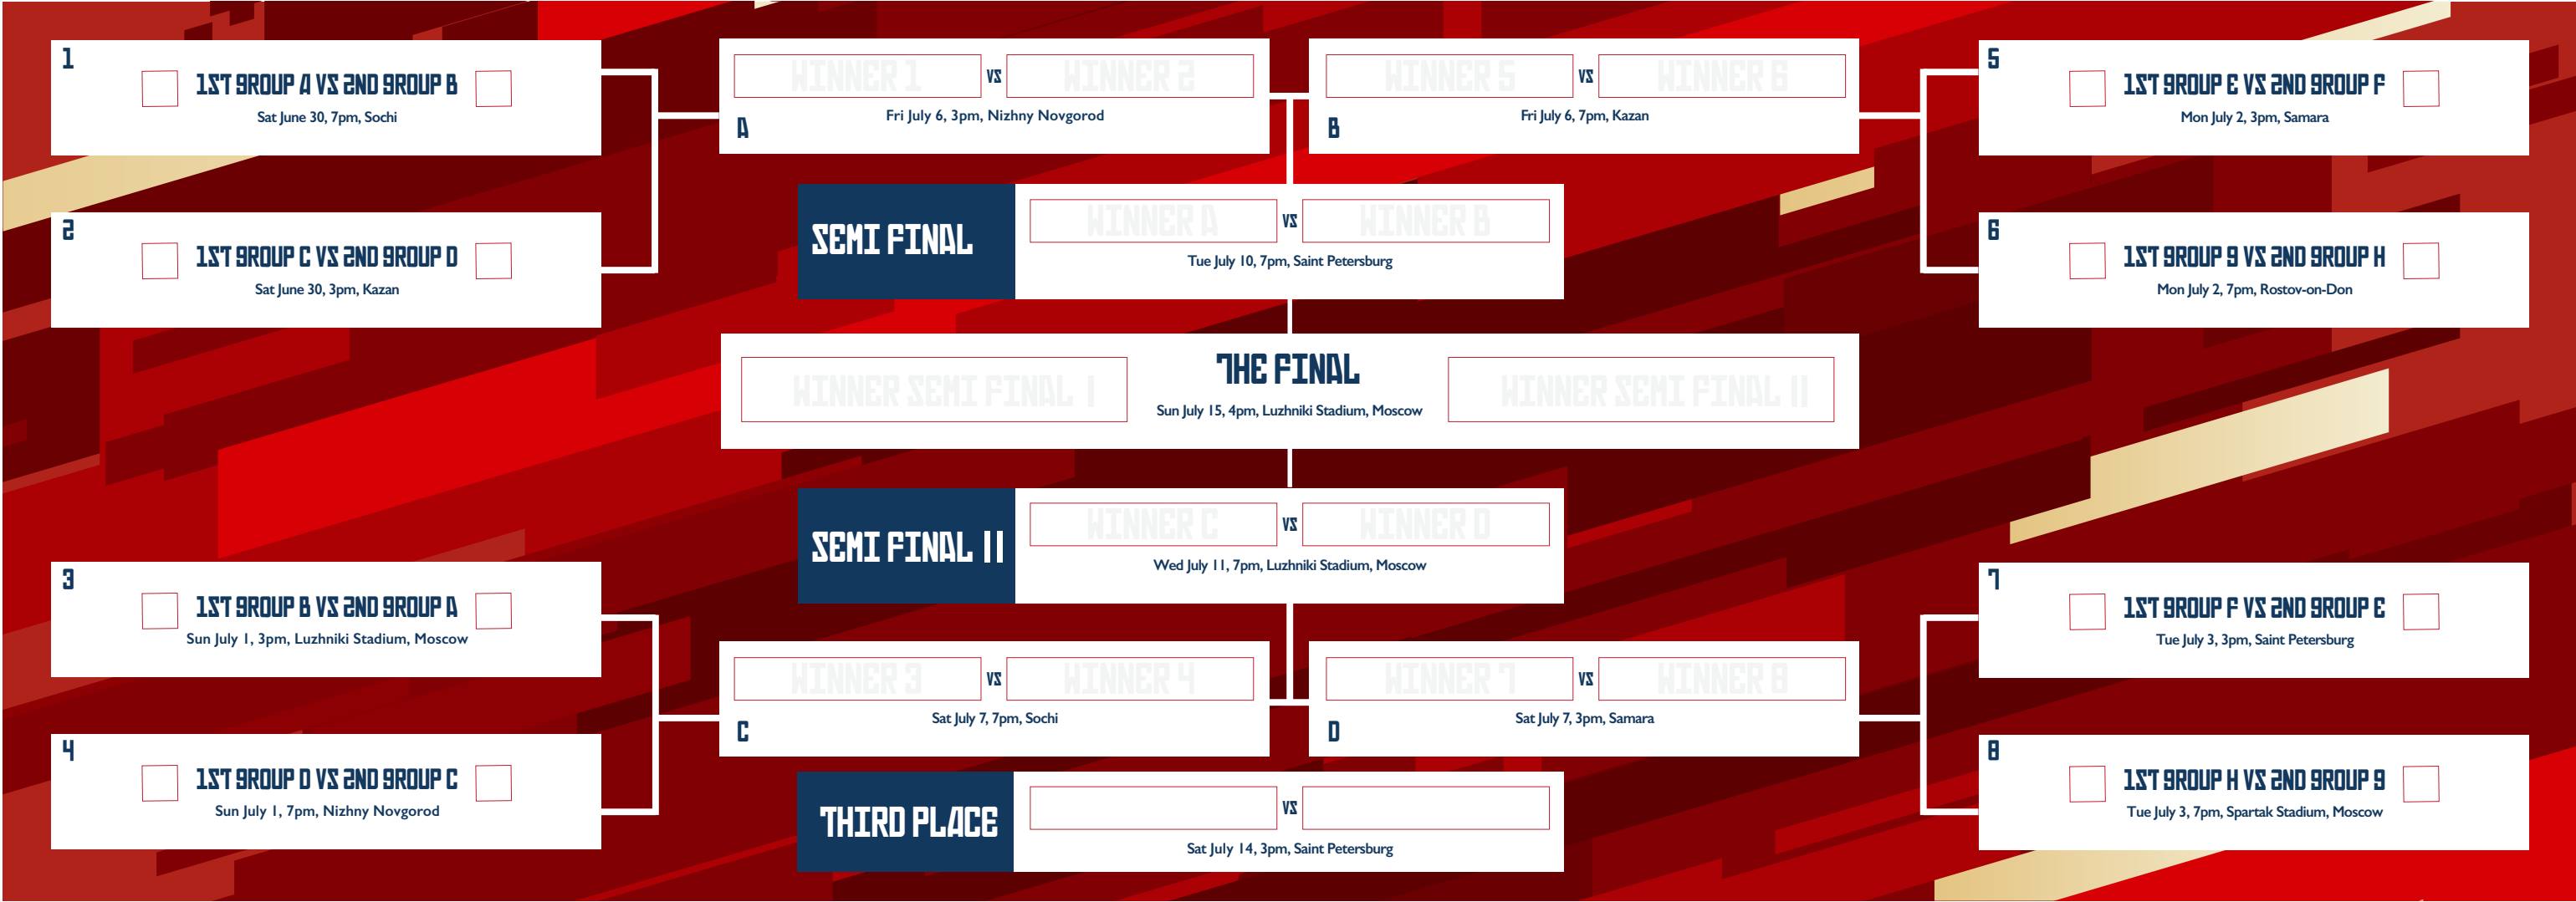 1
1ST GROUP A VS 2ND GROUP B
Sat June 30, 7pm, Sochi
2
1ST GROUP C VS 2ND GROUP D
Sat June 30, 3pm, Kazan
3
1ST GROUP B VS 2ND GROUP A
Sun July 1, 3pm, Luzhniki Stadium, Moscow
4
1ST GROUP D VS 2ND GROUP C
Sun July 1, 7pm, Nizhny Novgorod
WINNER 1 VS WINNER 2
Fri July 6, 3pm, Nizhny Novgorod
A
WINNER 5 VS WINNER 6
Fri July 6, 7pm, Kazan
B
SEMI FINAL
WINNER A VS WINNER B
Tue July 10, 7pm, Saint Petersburg
THE FINAL
WINNER SEMI FINAL I
WINNER SEMI FINAL II
Sun July 15, 4pm, Luzhniki Stadium, Moscow
SEMI FINAL II
WINNER C VS WINNER D
Wed July 11, 7pm, Luzhniki Stadium, Moscow
WINNER 3 VS WINNER 4
Sat July 7, 7pm, Sochi
C
WINNER 7 VS WINNER 8
Sat July 7, 3pm, Samara
D
THIRD PLACE
VS
Sat July 14, 3pm, Saint Petersburg
5
1ST GROUP E VS 2ND GROUP F
Mon July 2, 3pm, Samara
6
1ST GROUP G VS 2ND GROUP H
Mon July 2, 7pm, Rostov-on-Don
7
1ST GROUP F VS 2ND GROUP E
Tue July 3, 3pm, Saint Petersburg
8
1ST GROUP H VS 2ND GROUP G
Tue July 3, 7pm, Spartak Stadium, Moscow